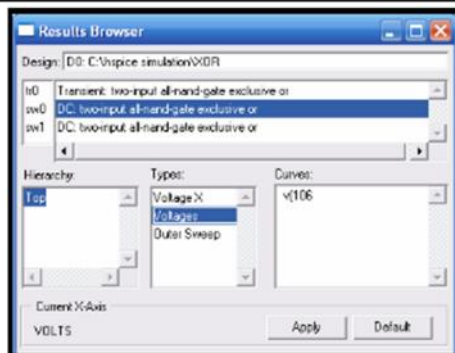 Results Browser
Design: D0: C:\hspice simulation\XOR
tr0 Transient: two-input all-nand-gate exclusive or
sw0 DC: two-input all-nand-gate exclusive or
sw1 DC: two-input all-nand-gate exclusive or
Hierarchy: Types: Curves:
Top Voltage X v(106
Voltages
Outer Sweep
Current X-Axis
VOLTS Apply Default